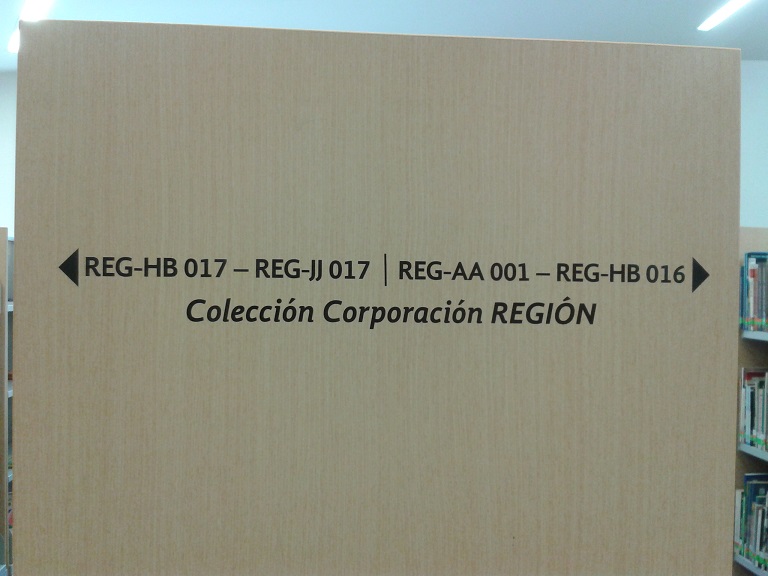 ◀ REG-HB 017 – REG-JJ 017 | REG-AA 001 – REG-HB 016 ▶
Colección Corporación REGIÓN